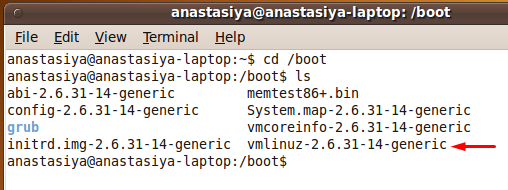 anastasiya@anastasiya-laptop: /boot
File Edit View Terminal Help
anastasiya@anastasiya-laptop:~$ cd /boot
anastasiya@anastasiya-laptop:/boot$ ls
abi-2.6.31-14-generic memtest86+.bin
config-2.6.31-14-generic System.map-2.6.31-14-generic
grub vmcoreinfo-2.6.31-14-generic
initrd.img-2.6.31-14-generic vmlinuz-2.6.31-14-generic
anastasiya@anastasiya-laptop:/boot$